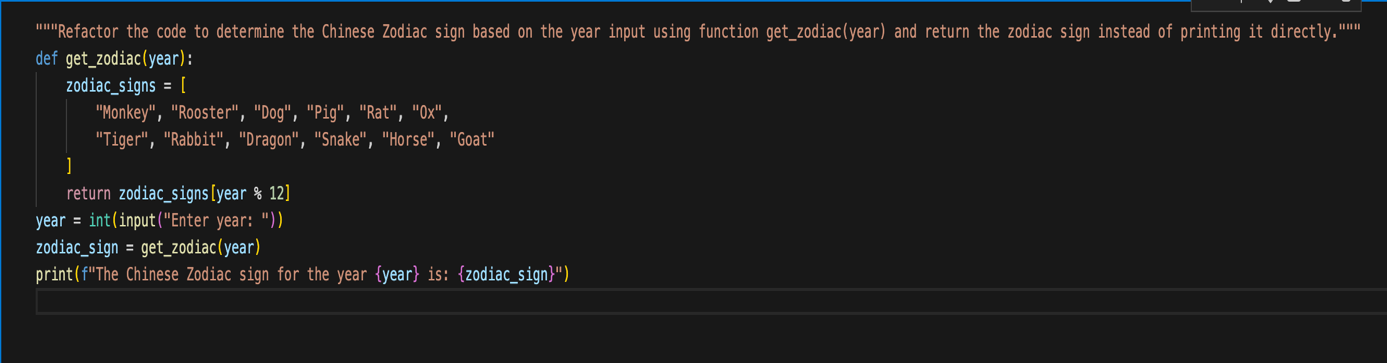 """Refactor the code to determine the Chinese Zodiac sign based on the year input using function get_zodiac(year) and return the zodiac sign instead of printing it directly."""
def get_zodiac(year):
    zodiac_signs = [
        "Monkey", "Rooster", "Dog", "Pig", "Rat", "Ox",
        "Tiger", "Rabbit", "Dragon", "Snake", "Horse", "Goat"
    ]
    return zodiac_signs[year % 12]
year = int(input("Enter year: "))
zodiac_sign = get_zodiac(year)
print(f"The Chinese Zodiac sign for the year {year} is: {zodiac_sign}")